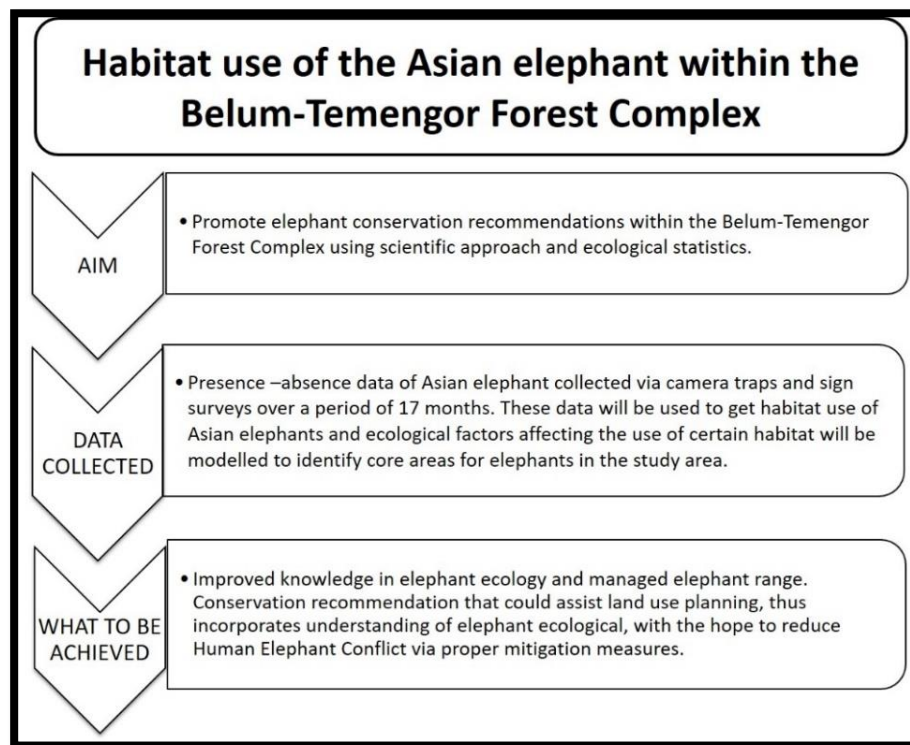 Habitat use of the Asian elephant within the
Belum-Temengor Forest Complex
AIM
• Promote elephant conservation recommendations within the Belum-Temengor
Forest Complex using scientific approach and ecological statistics.
DATA
COLLECTED
• Presence –absence data of Asian elephant collected via camera traps and sign
surveys over a period of 17 months. These data will be used to get habitat use of
Asian elephants and ecological factors affecting the use of certain habitat will be
modelled to identify core areas for elephants in the study area.
WHAT TO BE
ACHIEVED
• Improved knowledge in elephant ecology and managed elephant range.
Conservation recommendation that could assist land use planning, thus
incorporates understanding of elephant ecological, with the hope to reduce
Human Elephant Conflict via proper mitigation measures.